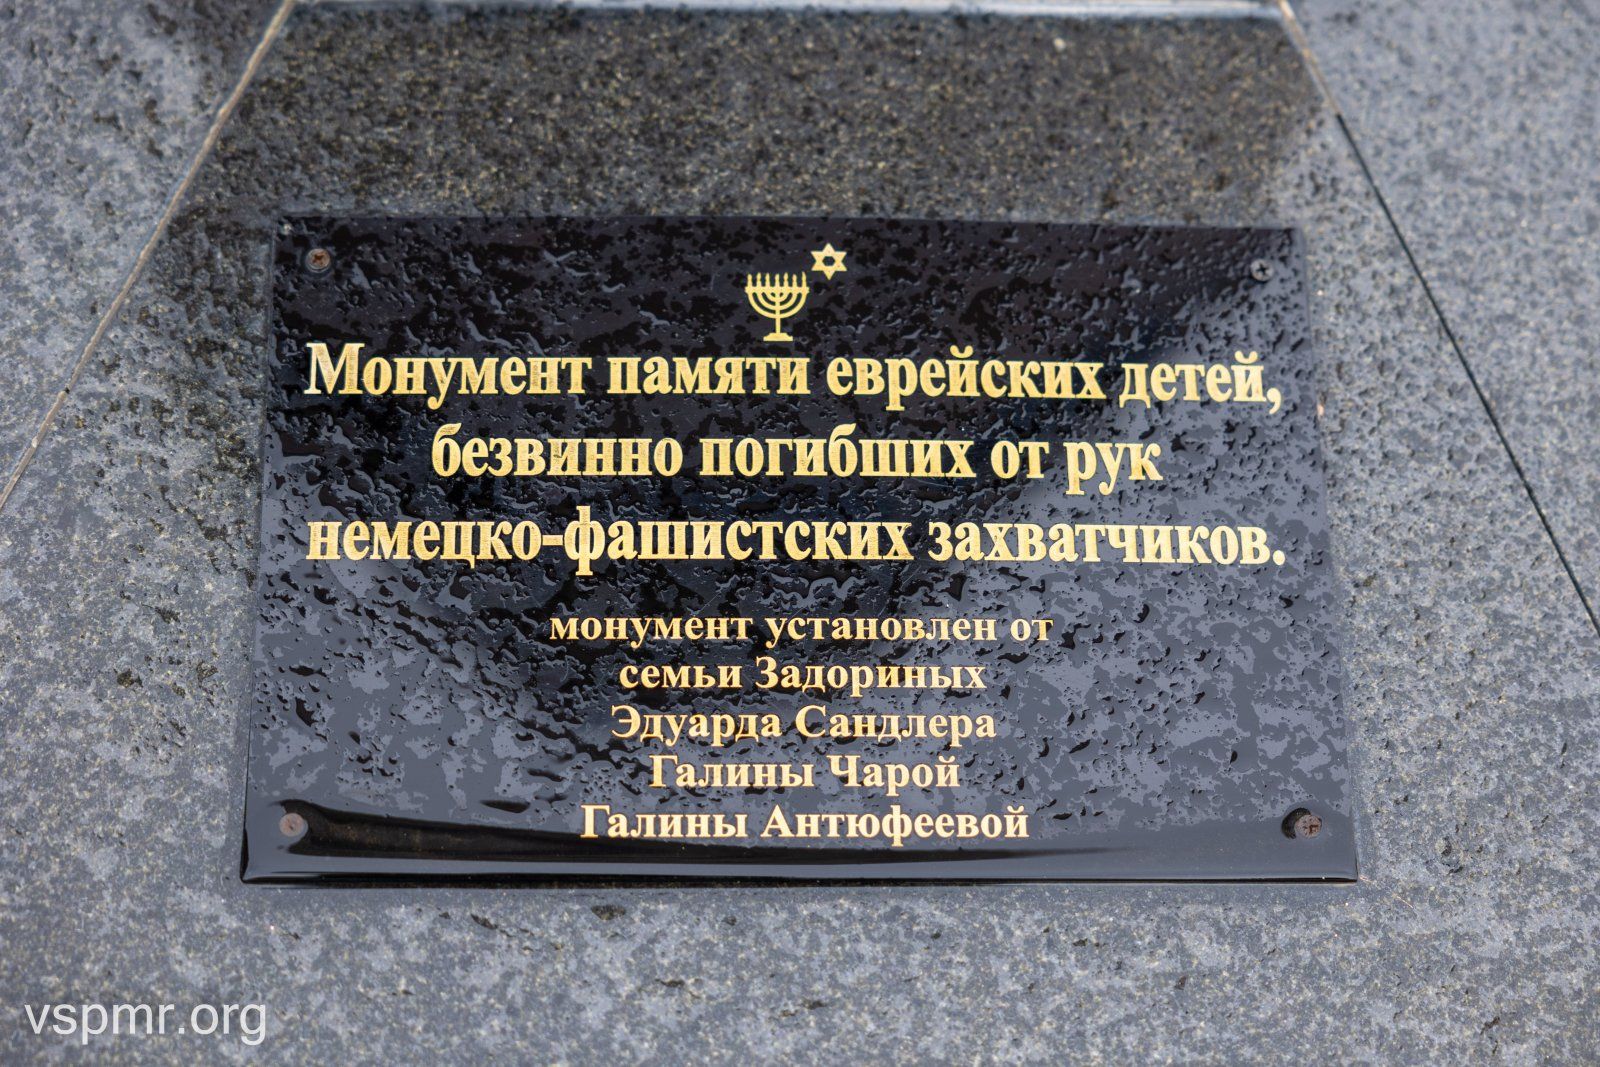 Монумент памяти еврейских детей,
безвинно погибших от рук
немецко-фашистских захватчиков.
монумент установлен от
семьи Задориных
Эдуарда Сандлера
Галины Чарой
Галины Антюфеевой
vspmr.org